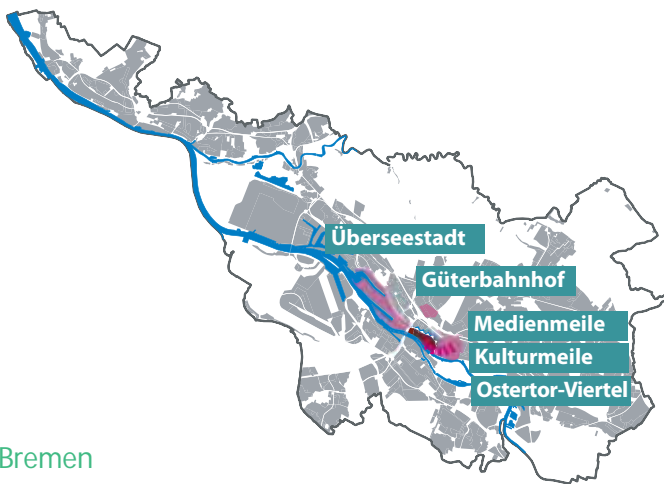 Überseestadt
Güterbahnhof
Medienmeile
Kulturmeile
Ostertor-Viertel
Bremen